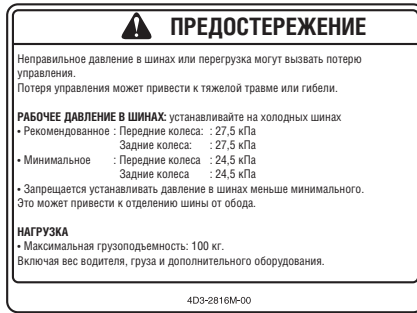 ПРЕДОСТЕРЕЖЕНИЕ
Неправильное давление в шинах или перегрузка могут вызвать потерю
управления.
Потеря управления может привести к тяжелой травме или гибели.
РАБОЧЕЕ ДАВЛЕНИЕ В ШИНАХ: устанавливайте на холодных шинах
• Рекомендованное : Передние колеса: : 27,5 кПа
Задние колеса: : 27,5 кПа
• Минимальное : Передние колеса : 24,5 кПа
Задние колеса : 24,5 кПа
• Запрещается устанавливать давление в шинах меньше минимального.
Это может привести к отделению шины от обода.
НАГРУЗКА
• Максимальная грузоподъемность: 100 кг.
Включая вес водителя, груза и дополнительного оборудования.
4D3-2816M-00